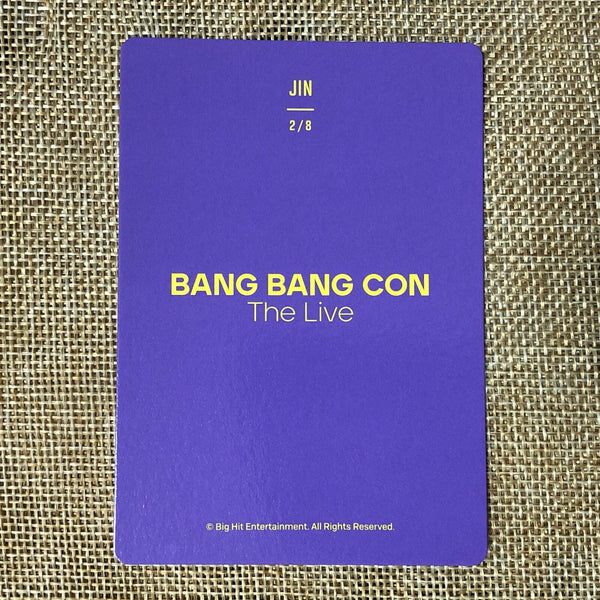 JIN
2/8
BANG BANG CON
The Live
© Big Hit Entertainment. All Rights Reserved.